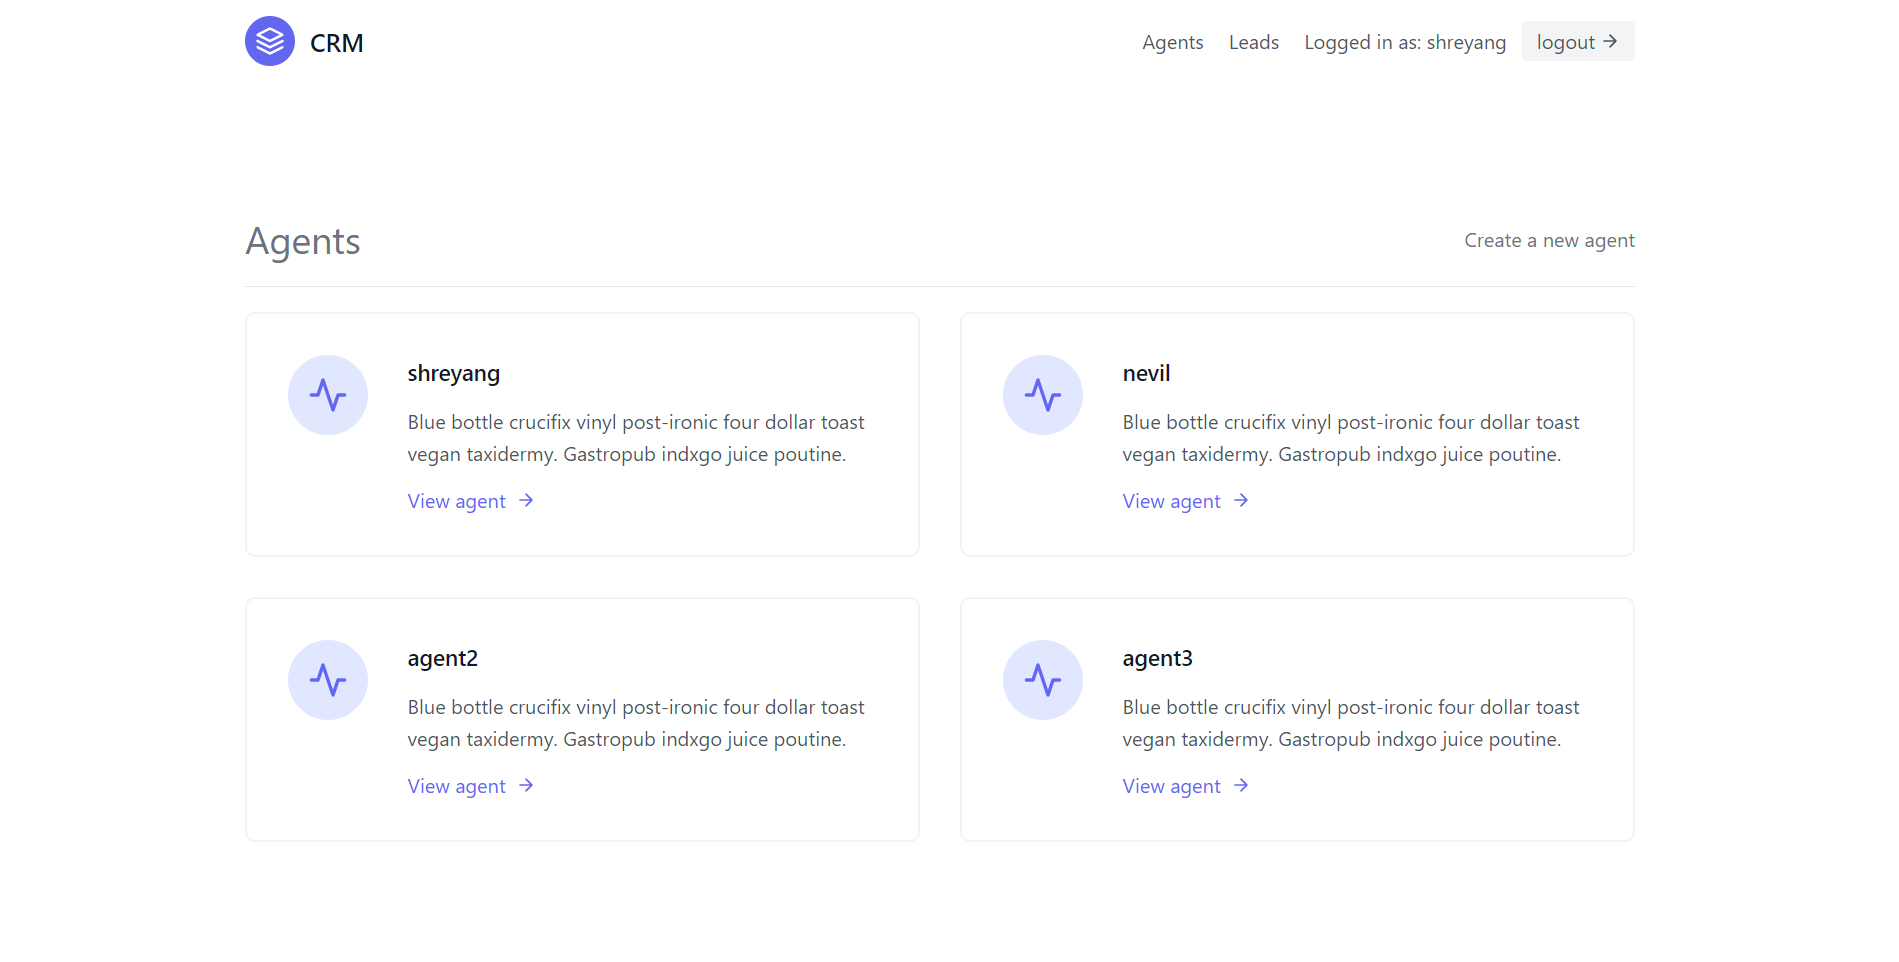 CRM
Agents
Leads
Logged in as: shreyang
logout
Agents
Create a new agent
shreyang
Blue bottle crucifix vinyl post-ironic four dollar toast
vegan taxidermy. Gastropub indxgo juice poutine.
View agent
nevil
Blue bottle crucifix vinyl post-ironic four dollar toast
vegan taxidermy. Gastropub indxgo juice poutine.
View agent
agent2
Blue bottle crucifix vinyl post-ironic four dollar toast
vegan taxidermy. Gastropub indxgo juice poutine.
View agent
agent3
Blue bottle crucifix vinyl post-ironic four dollar toast
vegan taxidermy. Gastropub indxgo juice poutine.
View agent